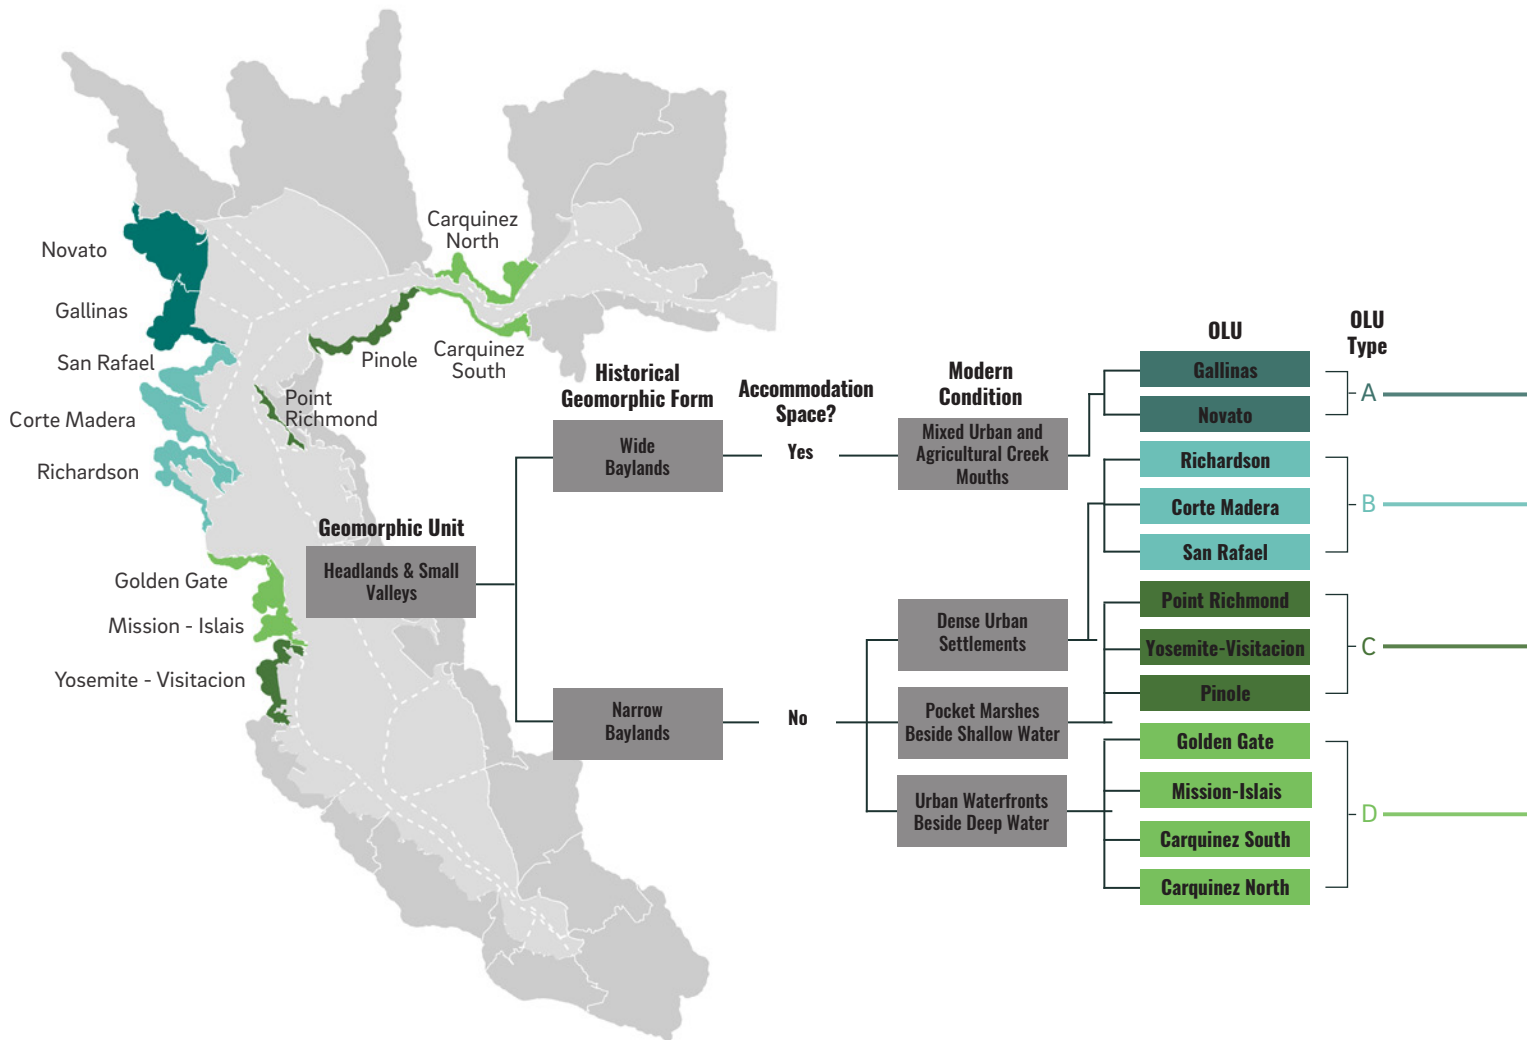 Carquinez
North
Novato
Gallinas
San Rafael
Pinole
Carquinez
South
Corte Madera
Point
Richmond
Richardson
Golden Gate
Mission - Islais
Yosemite - Visitacion
Geomorphic Unit
Headlands & Small
Valleys
Historical
Geomorphic Form
Wide
Baylands
Narrow
Baylands
Accommodation
Space?
Yes
No
Modern
Condition
Mixed Urban and
Agricultural Creek
Mouths
Dense Urban
Settlements
Pocket Marshes
Beside Shallow Water
Urban Waterfronts
Beside Deep Water
OLU
Gallinas
Novato
Richardson
Corte Madera
San Rafael
Point Richmond
Yosemite-Visitacion
Pinole
Golden Gate
Mission-Islais
Carquinez South
Carquinez North
OLU
Type
A
B
C
D